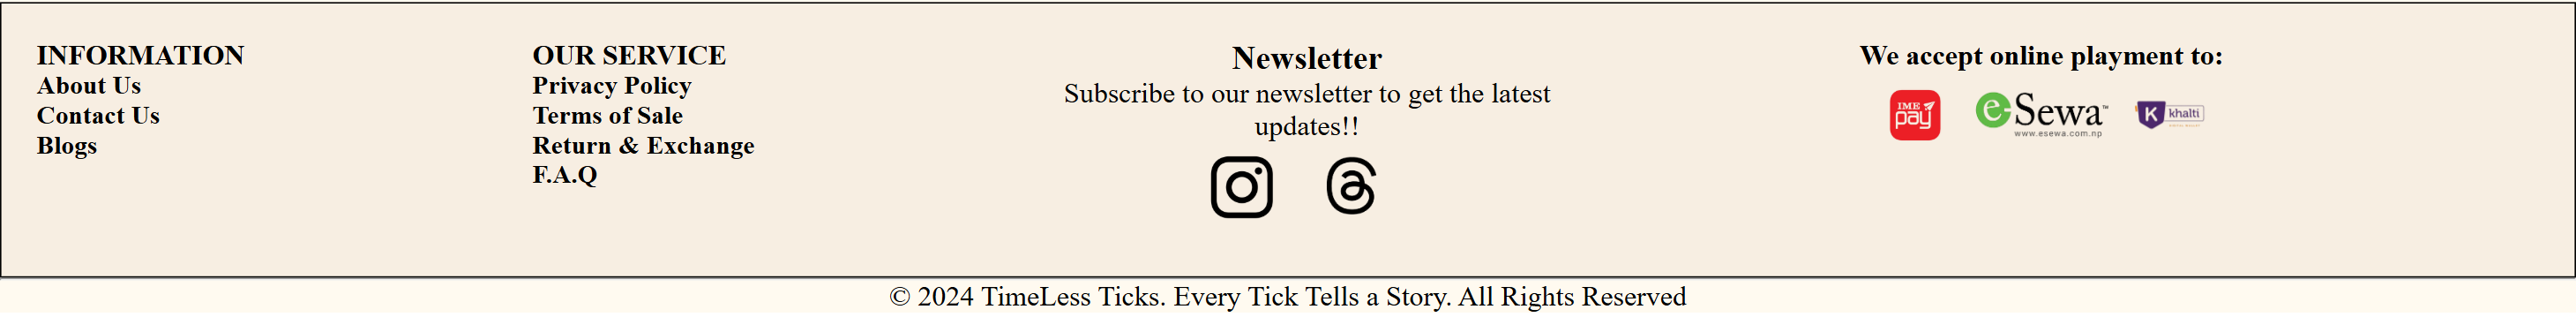 INFORMATION
About Us
Contact Us
Blogs
OUR SERVICE
Privacy Policy
Terms of Sale
Return & Exchange
F.A.Q
Newsletter
Subscribe to our newsletter to get the latest
updates!!
We accept online playment to:
IME
pay
e-Sewa™
www.esewa.com.np
K khalti
© 2024 TimeLess Ticks. Every Tick Tells a Story. All Rights Reserved